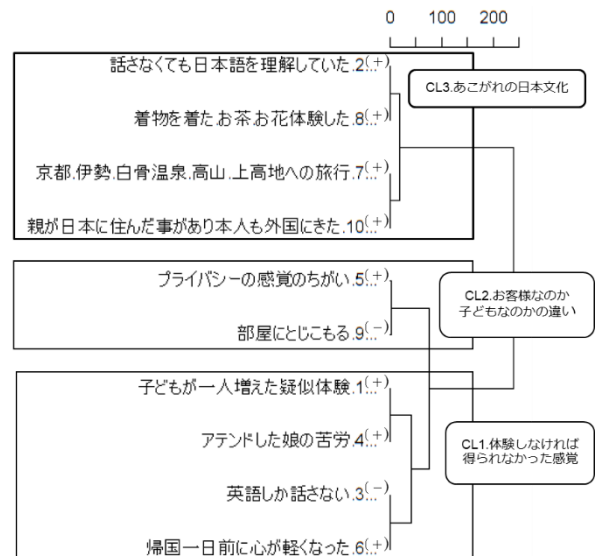 0 100 200
話さなくても日本語を理解していた.2...(+)
CL3.あこがれの日本文化
着物を着た.お茶.お花体験した.8...(+)
京都.伊勢.白骨温泉.高山.上高地への旅行.7...(+)
親が日本に住んだ事があり本人も外国にきた.10...(+)
プライバシーの感覚のちがい.5...(+)
CL2.お客様なのか
子どもなのかの違い
部屋にとじこもる.9...(-)
子どもが一人増えた疑似体験.1...(+)
アテンドした娘の苦労.4...(+)
CL1.体験しなければ
得られなかった感覚
英語しか話さない.3...(-)
帰国一日前に心が軽くなった.6...(+)